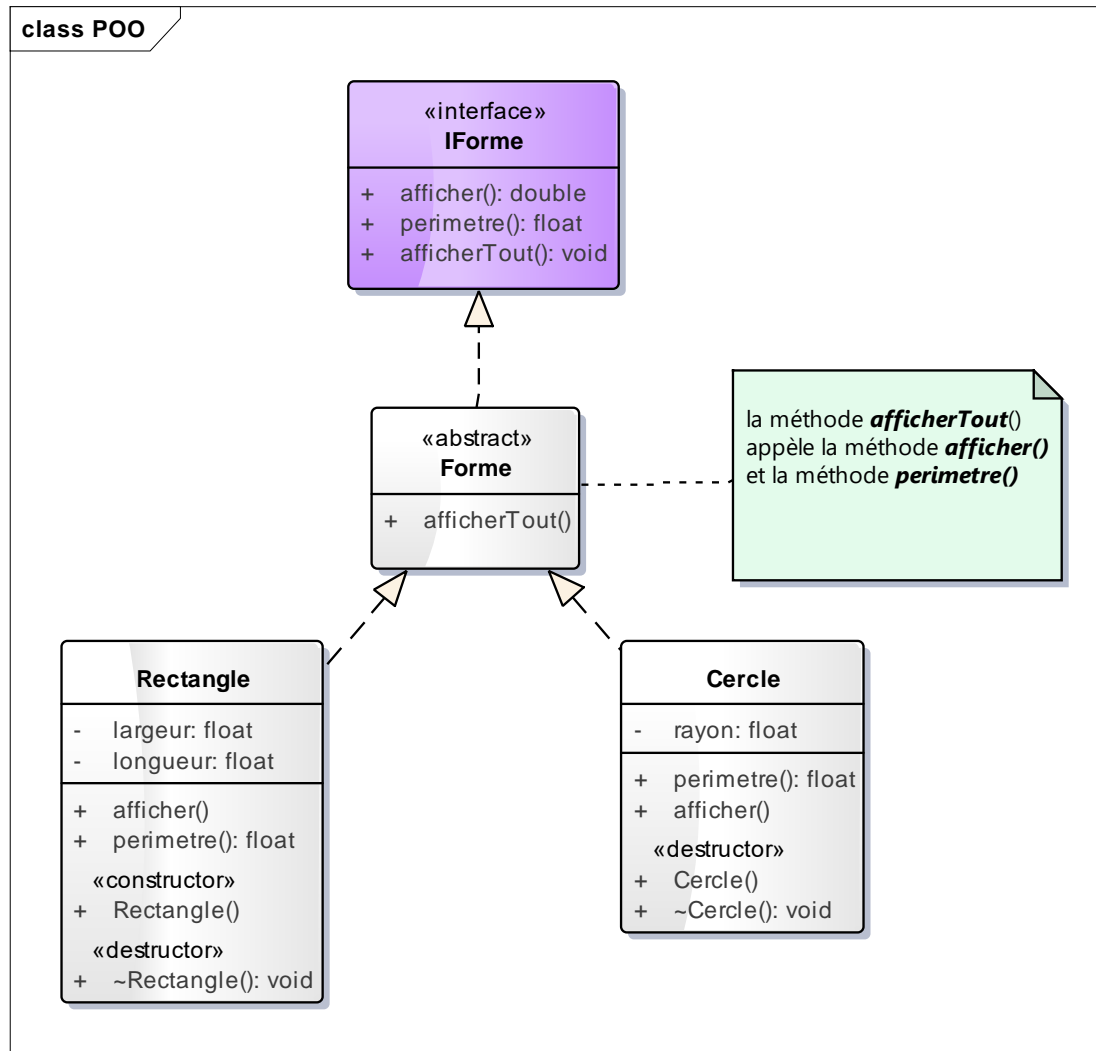 class POO
«interface»
IForme
+ afficher(): double
+ perimetre(): float
+ afficherTout(): void
«abstract»
Forme
+ afficherTout()
la méthode afficherTout()
appèle la méthode afficher()
et la méthode perimetre()
Rectangle
- largeur: float
- longueur: float
+ afficher()
+ perimetre(): float
«constructor»
+ Rectangle()
«destructor»
+ ~Rectangle(): void
Cercle
- rayon: float
+ perimetre(): float
+ afficher()
«destructor»
+ Cercle()
+ ~Cercle(): void